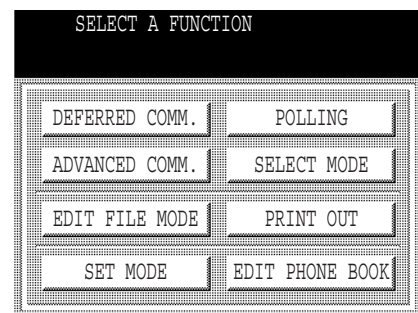 SELECT A FUNCTION
DEFERRED COMM. POLLING
ADVANCED COMM. SELECT MODE
EDIT FILE MODE PRINT OUT
SET MODE EDIT PHONE BOOK